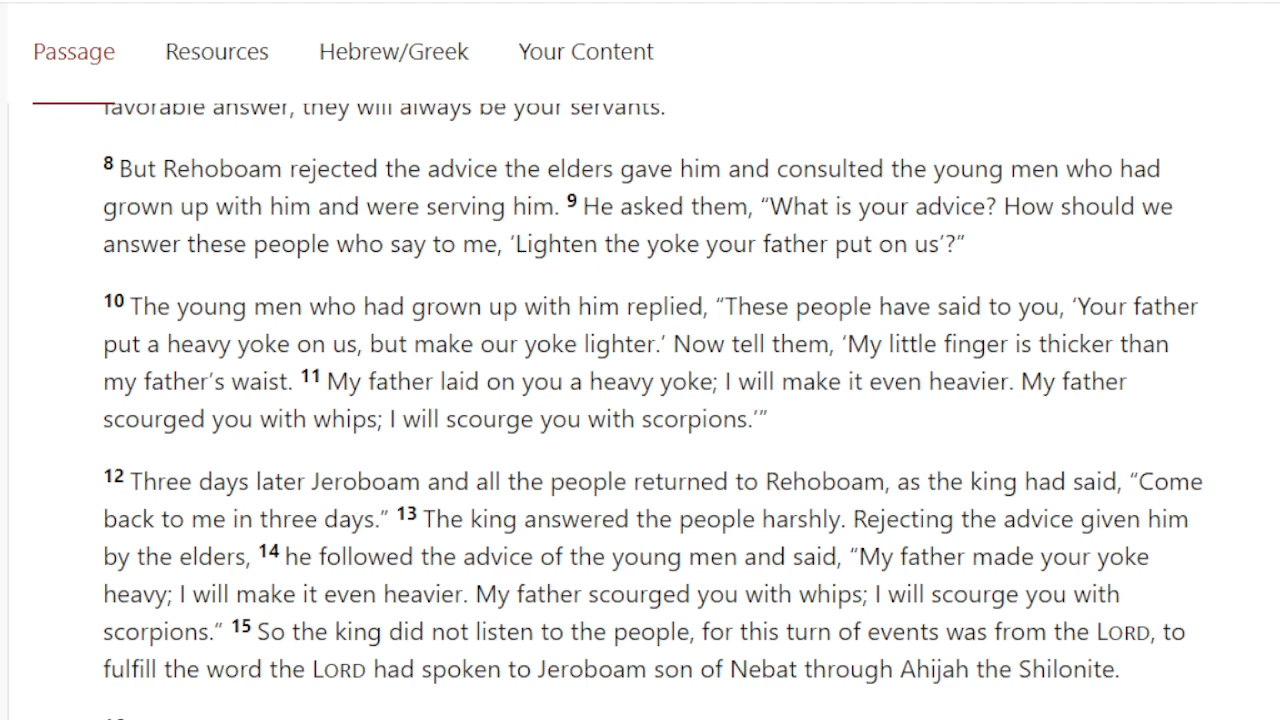 Passage Resources Hebrew/Greek Your Content
favorable answer, they will always be your servants.
8 But Rehoboam rejected the advice the elders gave him and consulted the young men who had
grown up with him and were serving him. 9 He asked them, “What is your advice? How should we
answer these people who say to me, ‘Lighten the yoke your father put on us’?”
10 The young men who had grown up with him replied, “These people have said to you, ‘Your father
put a heavy yoke on us, but make our yoke lighter.’ Now tell them, ‘My little finger is thicker than
my father’s waist. 11 My father laid on you a heavy yoke; I will make it even heavier. My father
scourged you with whips; I will scourge you with scorpions.’”
12 Three days later Jeroboam and all the people returned to Rehoboam, as the king had said, “Come
back to me in three days.” 13 The king answered the people harshly. Rejecting the advice given him
by the elders, 14 he followed the advice of the young men and said, “My father made your yoke
heavy; I will make it even heavier. My father scourged you with whips; I will scourge you with
scorpions.” 15 So the king did not listen to the people, for this turn of events was from the LORD, to
fulfill the word the LORD had spoken to Jeroboam son of Nebat through Ahijah the Shilonite.